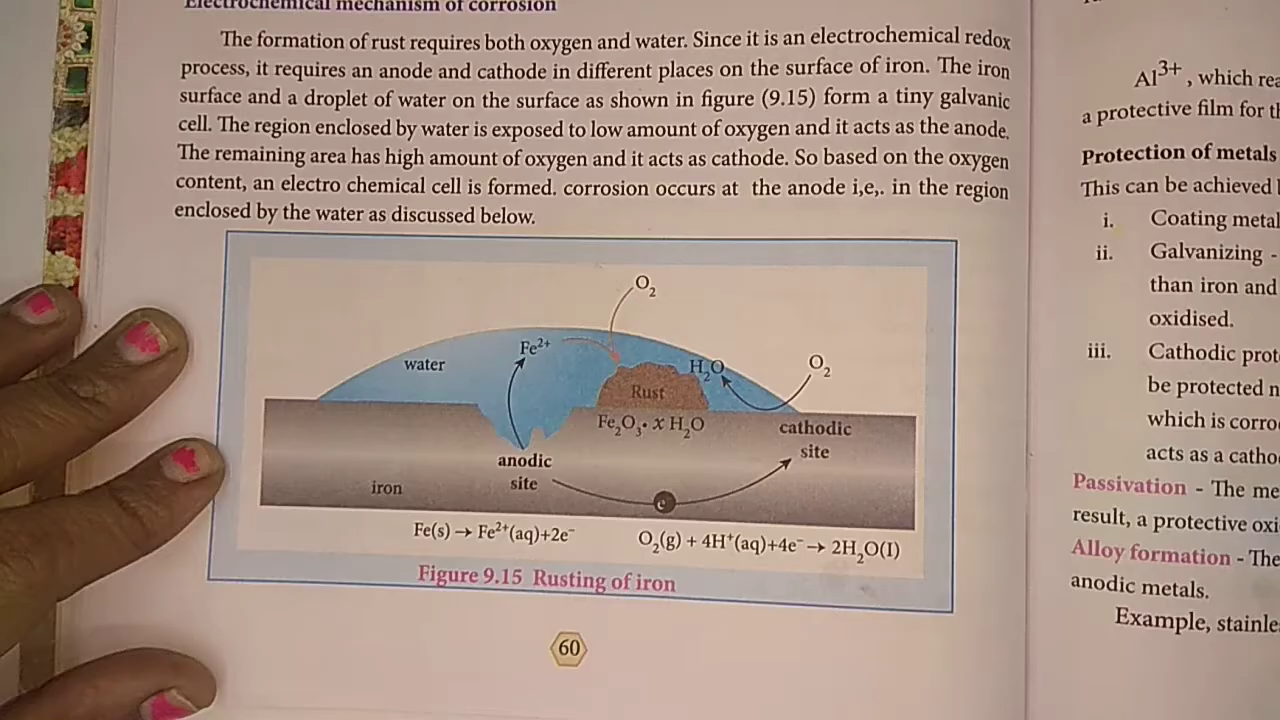 Electrochemical mechanism of corrosion
The formation of rust requires both oxygen and water. Since it is an electrochemical redox
process, it requires an anode and cathode in different places on the surface of iron. The iron
surface and a droplet of water on the surface as shown in figure (9.15) form a tiny galvanic
cell. The region enclosed by water is exposed to low amount of oxygen and it acts as the anode.
The remaining area has high amount of oxygen and it acts as cathode. So based on the oxygen
content, an electro chemical cell is formed. corrosion occurs at the anode i,e,. in the region
enclosed by the water as discussed below.
O₂
Fe²⁺
water
H₂O
O₂
Rust
Fe₂O₃. x H₂O
cathodic
site
anodic
site
iron
e⁻
Fe(s) → Fe²⁺(aq)+2e⁻
O₂(g) + 4H⁺(aq)+4e⁻ → 2H₂O(I)
Figure 9.15 Rusting of iron
60
Al³⁺, which
a protective film for
Protection of metals
This can be achieved
i. Coating metal
ii. Galvanizing -
than iron and
oxidised.
iii. Cathodic
be protected
which is
acts as a
Passivation - The
result, a protective
Alloy formation - The
anodic metals.
Example,